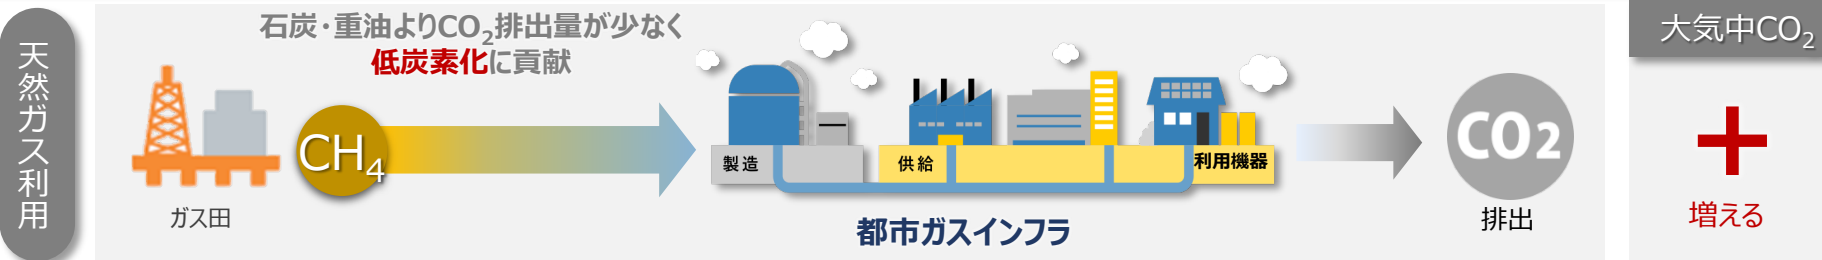 天然ガス利用
石炭・重油よりCO2排出量が少なく
低炭素化に貢献
CH4
ガス田
製造
供給
利用機器
都市ガスインフラ
CO2
排出
大気中CO2
＋
増える